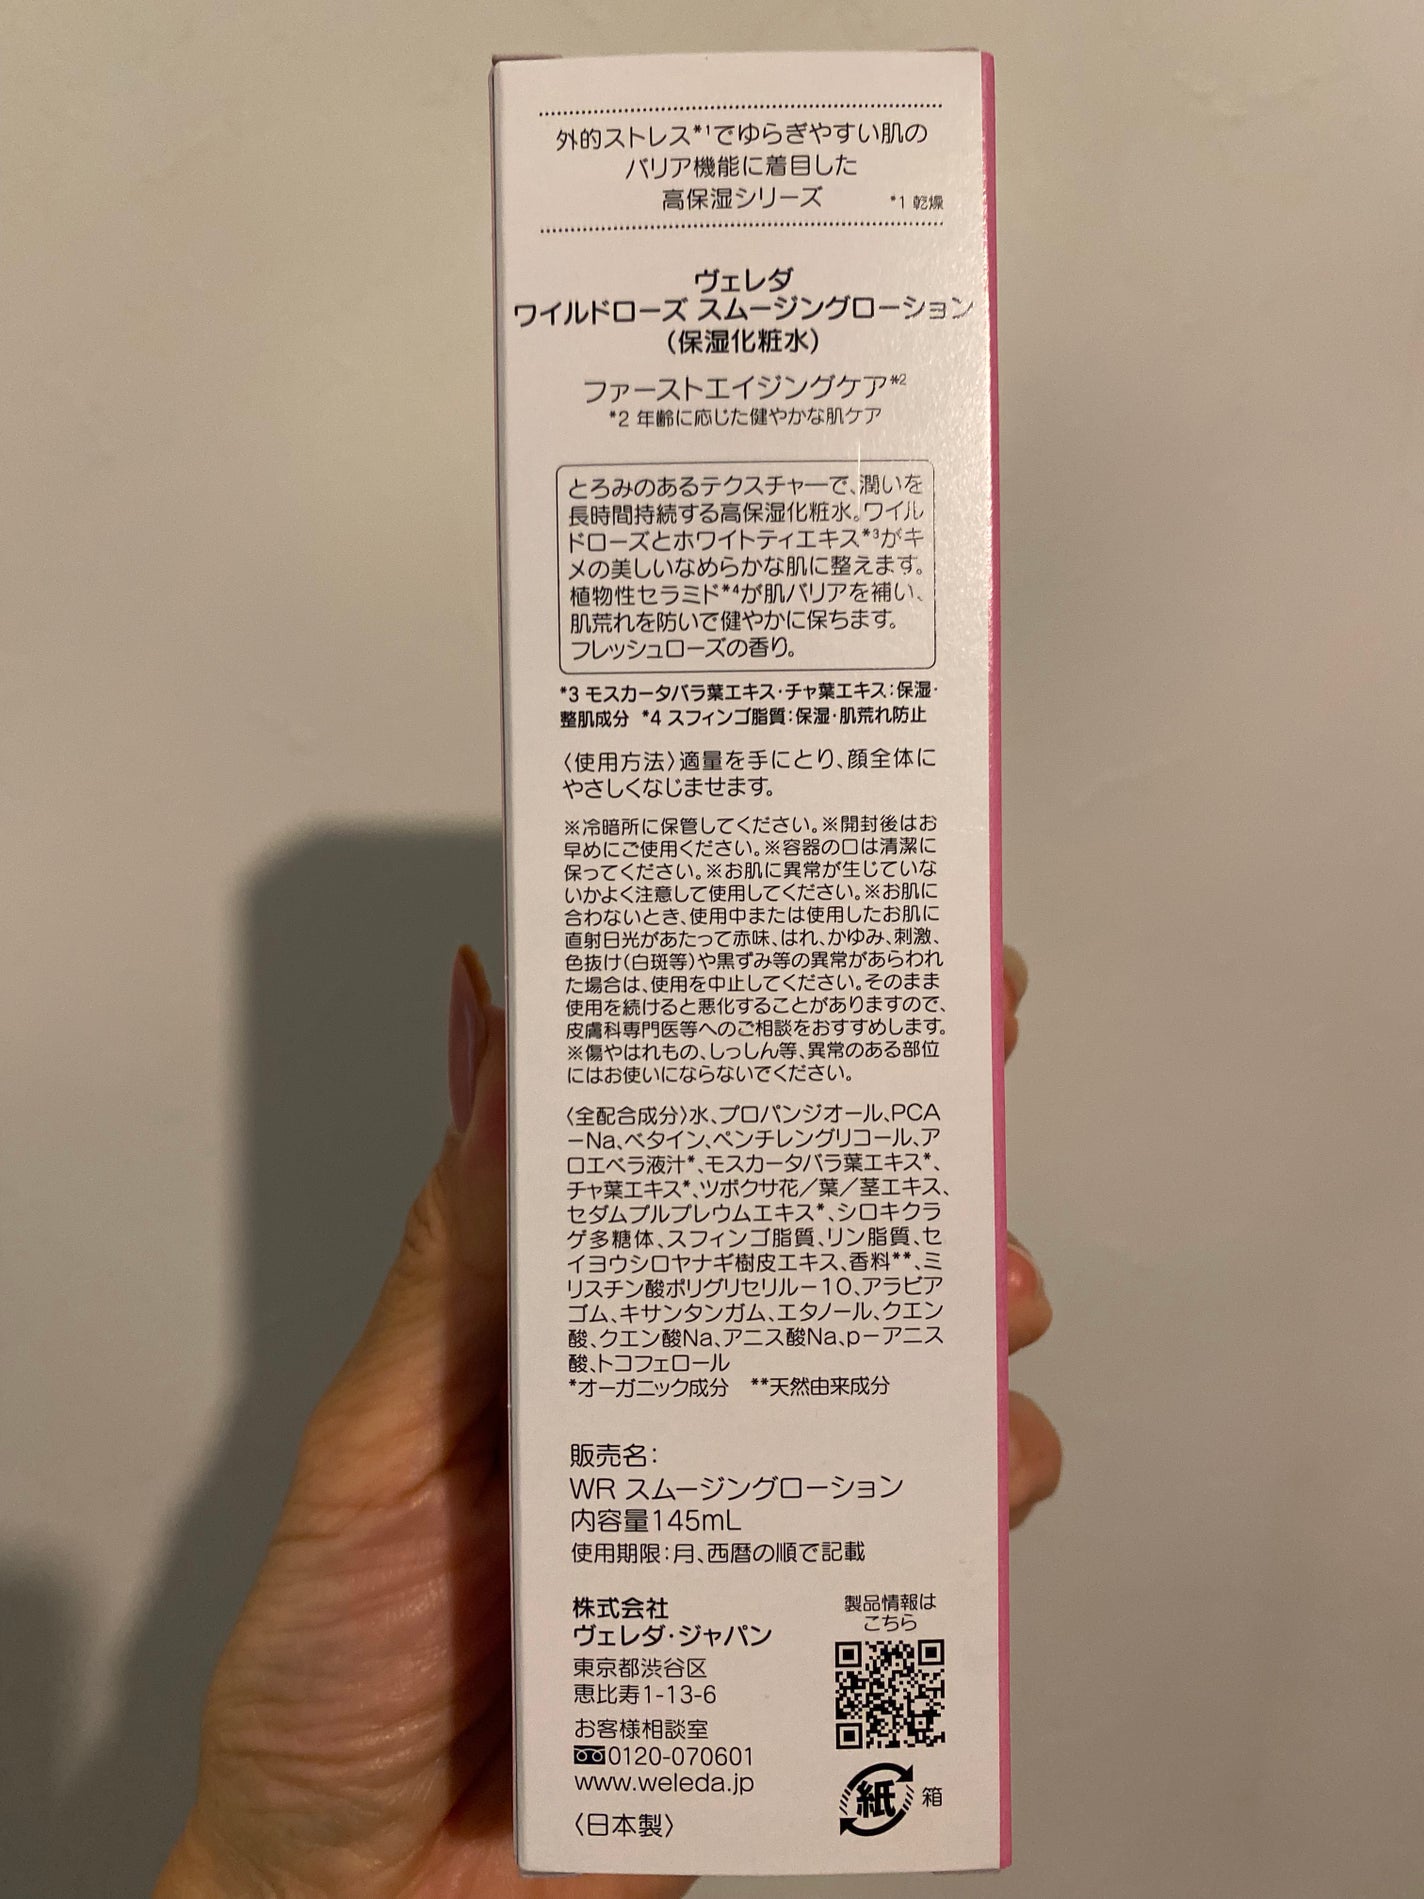 外的ストレス*1でゆらぎやすい肌の
バリア機能に着目した
高保湿シリーズ *1 乾燥
ヴェレダ
ワイルドローズ スムージングローション
(保湿化粧水)
ファーストエイジングケア*2
*2 年齢に応じた健やかな肌ケア
とろみのあるテクスチャーで、潤いを
長時間持続する高保湿化粧水。ワイル
ドローズとホワイトティエキス*3がキ
メの美しいなめらかな肌に整えます。
植物性セラミド*4が肌バリアを補い、
肌荒れを防いで健やかに保ちます。
フレッシュローズの香り。
*3 モスカータバラ葉エキス・チャ葉エキス:保湿・
整肌成分 *4 スフィンゴ脂質:保湿・肌荒れ防止
〈使用方法〉適量を手にとり、顔全体に
やさしくなじませます。
※冷暗所に保管してください。※開封後はお
早めにご使用ください。※容器の口は清潔に
保ってください。※お肌に異常が生じていな
いかよく注意して使用してください。※お肌に
合わないとき、使用中または使用したお肌に
直射日光があたって赤味、はれ、かゆみ、刺激、
色抜け(白斑等)や黒ずみ等の異常があらわれ
た場合は、使用を中止してください。そのまま
使用を続けると悪化することがありますので、
皮膚科専門医等へのご相談をおすすめします。
※傷やはれもの、しっしん等、異常のある部位
にはお使いにならないでください。
〈全配合成分〉水、プロパンジオール、PCA
-Na、ベタイン、ペンチレングリコール、ア
ロエベラ液汁*、モスカータバラ葉エキス*、
チャ葉エキス*、ツボクサ花/葉/茎エキス、
セダムプルプレウムエキス*、シロキクラ
ゲ多糖体、スフィンゴ脂質、リン脂質、セ
イヨウシロヤナギ樹皮エキス、香料**、ミ
リスチン酸ポリグリセリル-10、アラビア
ゴム、キサンタンガム、エタノール、クエン
酸、クエン酸Na、アニス酸Na、p-アニス
酸、トコフェロール
*オーガニック成分 **天然由来成分
販売名:
WR スムージングローション
内容量145mL
使用期限:月、西暦の順で記載
株式会社
ヴェレダ・ジャパン
東京都渋谷区
恵比寿1-13-6
お客様相談室
0120-070601
www.weleda.jp
〈日本製〉
製品情報は
こちら
紙 箱